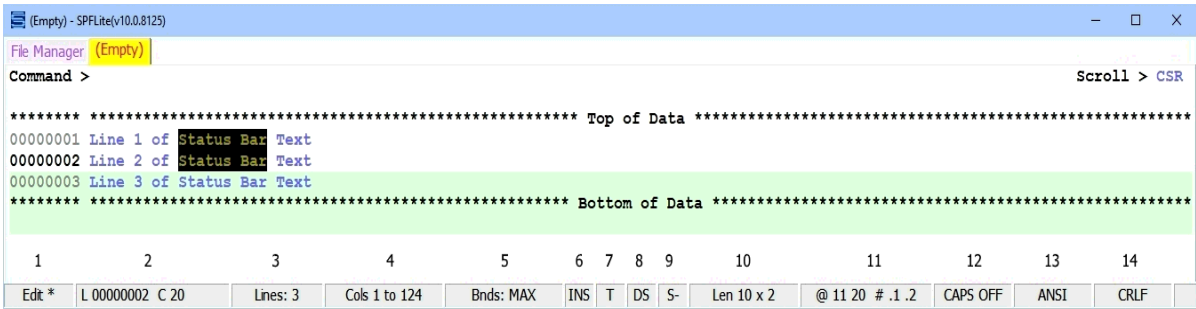 (Empty) - SPFLite(v10.0.8125)
File Manager (Empty)
Command > Scroll > CSR
******** ******************************************************* Top of Data ********************************************************
00000001 Line 1 of Status Bar Text
00000002 Line 2 of Status Bar Text
00000003 Line 3 of Status Bar Text
******** ****************************************************** Bottom of Data ******************************************************
1 2 3 4 5 6 7 8 9 10 11 12 13 14
Edit * L 00000002 C 20 Lines: 3 Cols 1 to 124 Bnds: MAX INS T DS S- Len 10 x 2 @ 11 20 # .1 .2 CAPS OFF ANSI CRLF